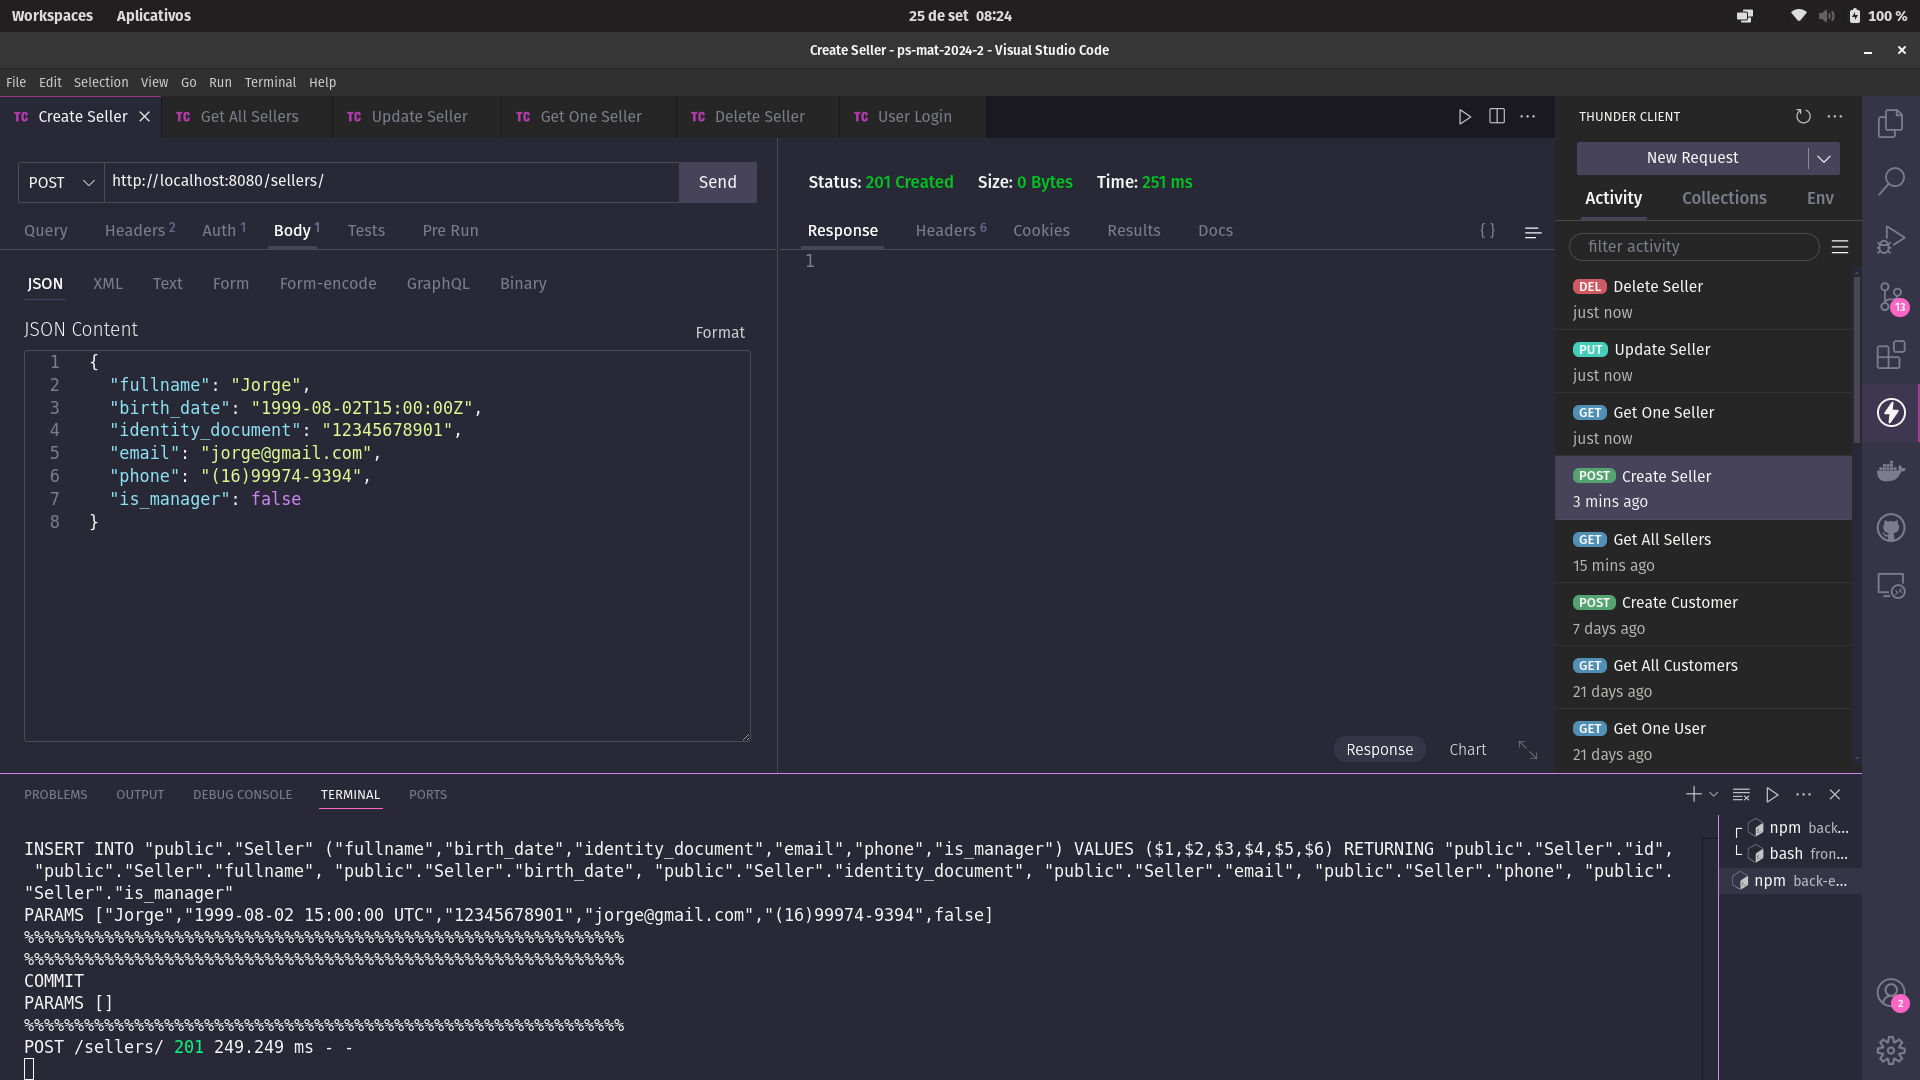 Workspaces Aplicativos 25 de set 08:24 100 %
Create Seller - ps-mat-2024-2 - Visual Studio Code
File Edit Selection View Go Run Terminal Help
TC Create Seller TC Get All Sellers TC Update Seller TC Get One Seller TC Delete Seller TC User Login
POST http://localhost:8080/sellers/ Send
Query Headers 2 Auth 1 Body 1 Tests Pre Run
JSON XML Text Form Form-encode GraphQL Binary
JSON Content Format
1 {
2 "fullname": "Jorge",
3 "birth_date": "1999-08-02T15:00:00Z",
4 "identity_document": "12345678901",
5 "email": "jorge@gmail.com",
6 "phone": "(16)99974-9394",
7 "is_manager": false
8 }
Status: 201 Created Size: 0 Bytes Time: 251 ms
Response Headers 6 Cookies Results Docs { }
1
Response Chart
THUNDER CLIENT
New Request
Activity Collections Env
filter activity
DEL Delete Seller
just now
PUT Update Seller
just now
GET Get One Seller
just now
POST Create Seller
3 mins ago
GET Get All Sellers
15 mins ago
POST Create Customer
7 days ago
GET Get All Customers
21 days ago
GET Get One User
21 days ago
13
2
PROBLEMS OUTPUT DEBUG CONSOLE TERMINAL PORTS
INSERT INTO "public"."Seller" ("fullname","birth_date","identity_document","email","phone","is_manager") VALUES ($1,$2,$3,$4,$5,$6) RETURNING "public"."Seller"."id",
"public"."Seller"."fullname", "public"."Seller"."birth_date", "public"."Seller"."identity_document", "public"."Seller"."email", "public"."Seller"."phone", "public".
"Seller"."is_manager"
PARAMS ["Jorge","1999-08-02 15:00:00 UTC","12345678901","jorge@gmail.com","(16)99974-9394",false]
%%%%%%%%%%%%%%%%%%%%%%%%%%%%%%%%%%%%%%%%%%%%%%%%%%%%%%%%%%%%
%%%%%%%%%%%%%%%%%%%%%%%%%%%%%%%%%%%%%%%%%%%%%%%%%%%%%%%%%%%%
COMMIT
PARAMS []
%%%%%%%%%%%%%%%%%%%%%%%%%%%%%%%%%%%%%%%%%%%%%%%%%%%%%%%%%%%%
POST /sellers/ 201 249.249 ms - -
npm back...
bash fron...
npm back-e...